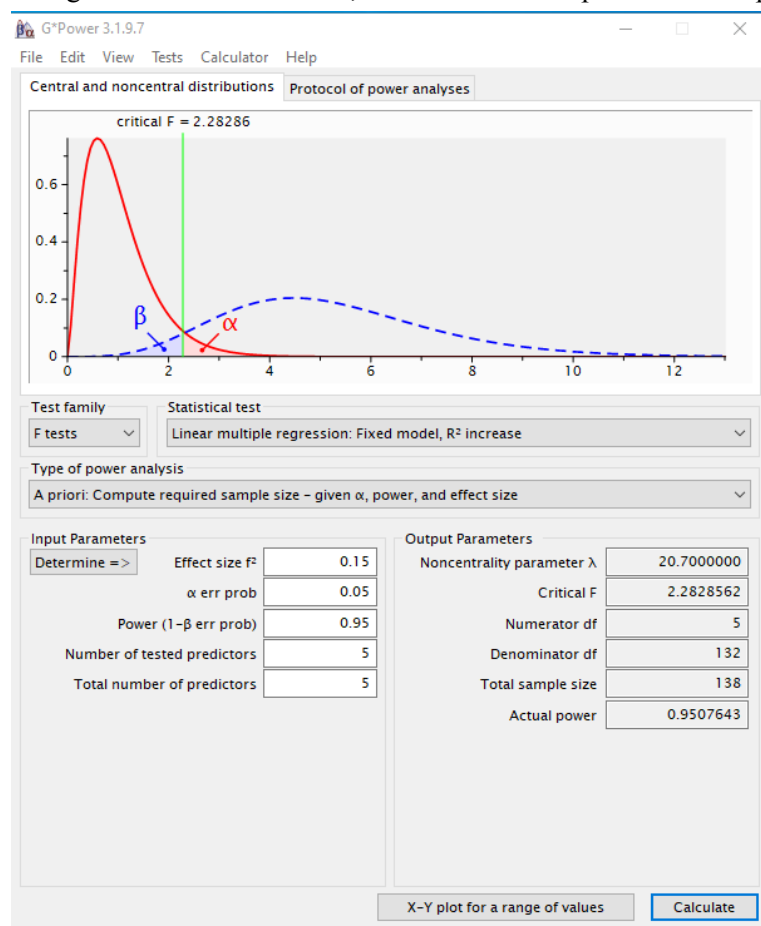 G*Power 3.1.9.7
File Edit View Tests Calculator Help
Central and noncentral distributions Protocol of power analyses
critical F = 2.28286
0.6
0.4
0.2
β
α
0
0 2 4 6 8 10 12
Test family Statistical test
F tests Linear multiple regression: Fixed model, R² increase
Type of power analysis
A priori: Compute required sample size – given α, power, and effect size
Input Parameters Output Parameters
Determine => Effect size f² 0.15 Noncentrality parameter λ 20.7000000
α err prob 0.05 Critical F 2.2828562
Power (1-β err prob) 0.95 Numerator df 5
Number of tested predictors 5 Denominator df 132
Total number of predictors 5 Total sample size 138
Actual power 0.9507643
X-Y plot for a range of values Calculate